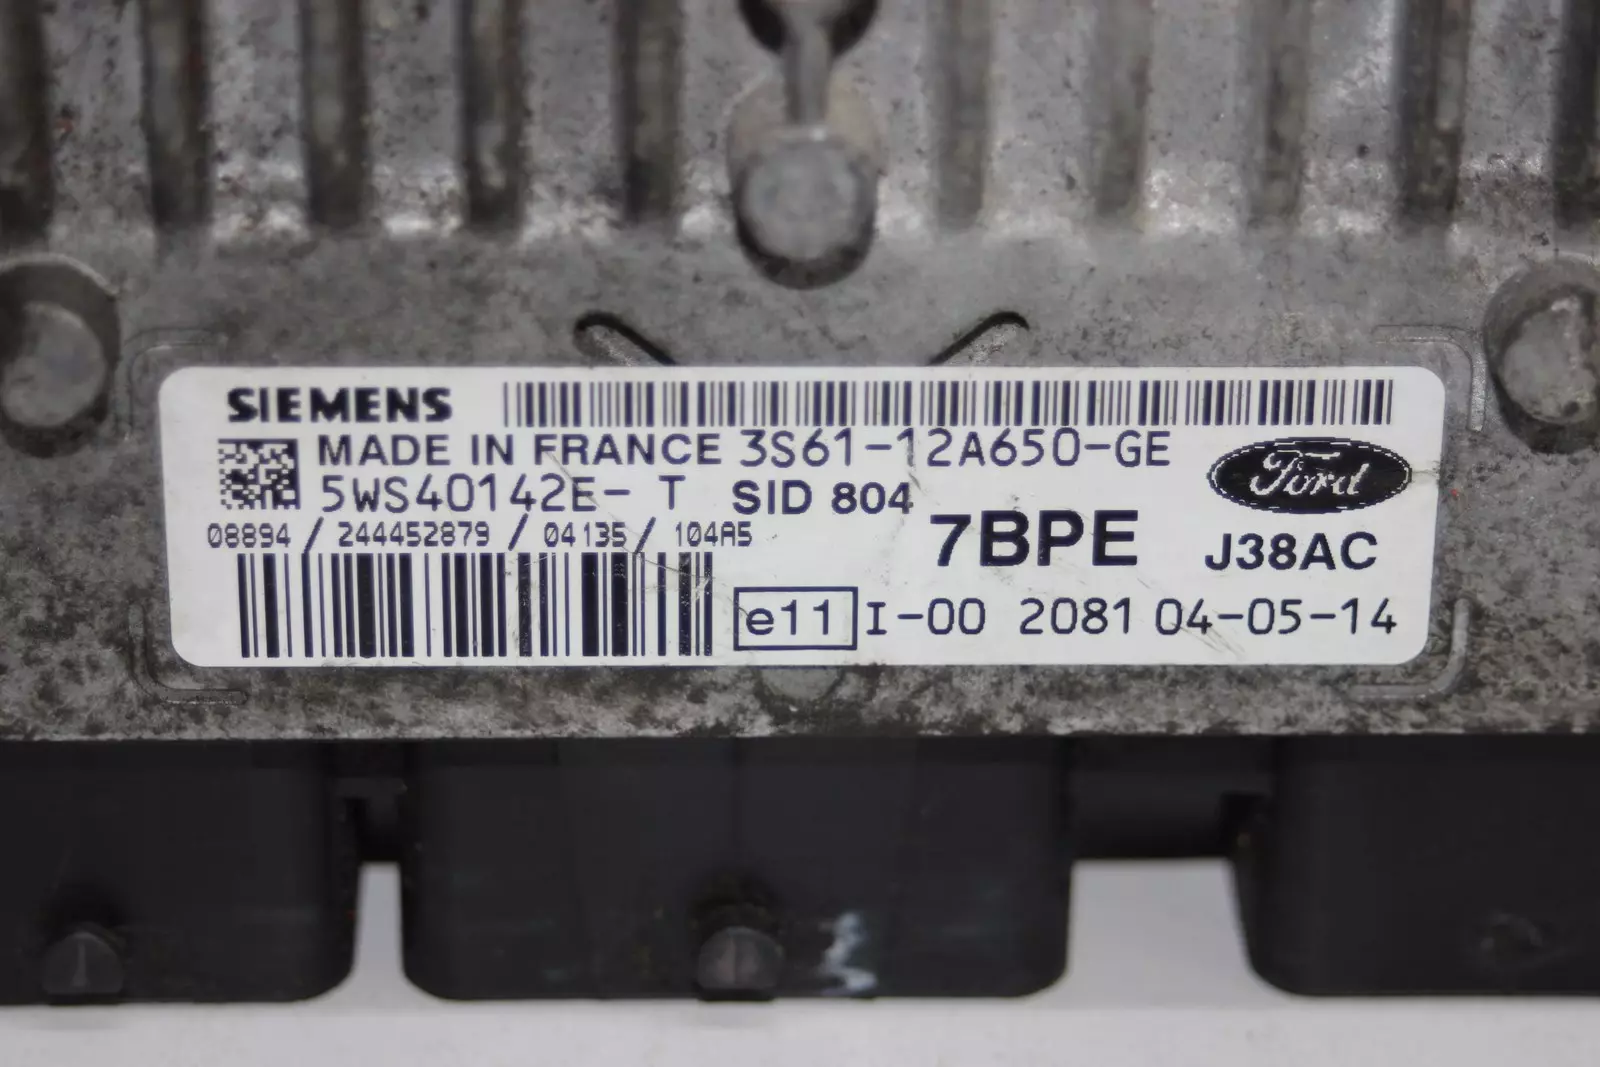 SIEMENS
MADE IN FRANCE 3S61-12A650-GE
5WS40142E- T SID 804
Ford
08894 / 244452879 / 04135 / 104A5
7BPE J38AC
e11 I-00 2081 04-05-14